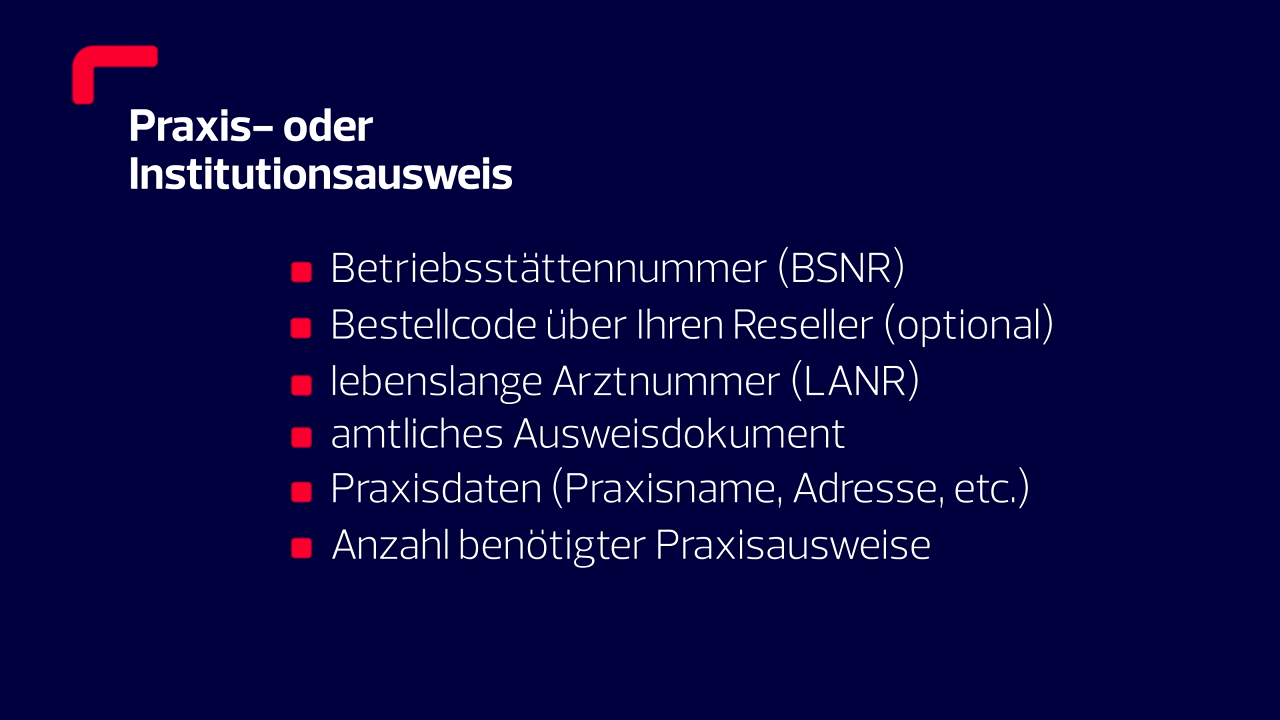 Praxis– oder
Institutionsausweis
Betriebsstättennummer (BSNR)
Bestellcode über Ihren Reseller (optional)
lebenslange Arztnummer (LANR)
amtliches Ausweisdokument
Praxisdaten (Praxisname, Adresse, etc.)
Anzahl benötigter Praxisausweise